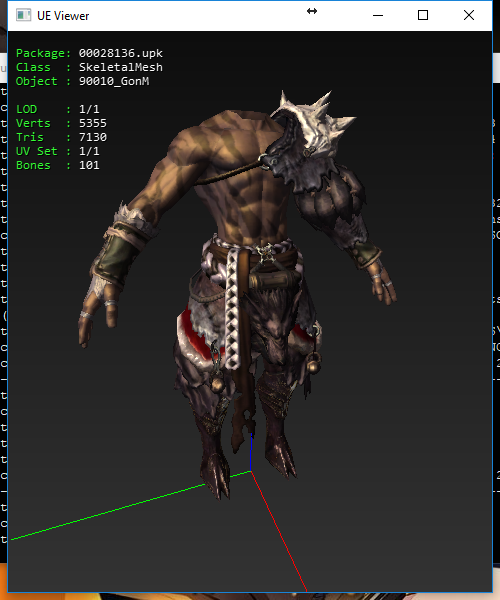 UE Viewer
Package: 00028136.upk
Class  : SkeletalMesh
Object : 90010_GonM
LOD    : 1/1
Verts  : 5355
Tris   : 7130
UV Set : 1/1
Bones  : 101